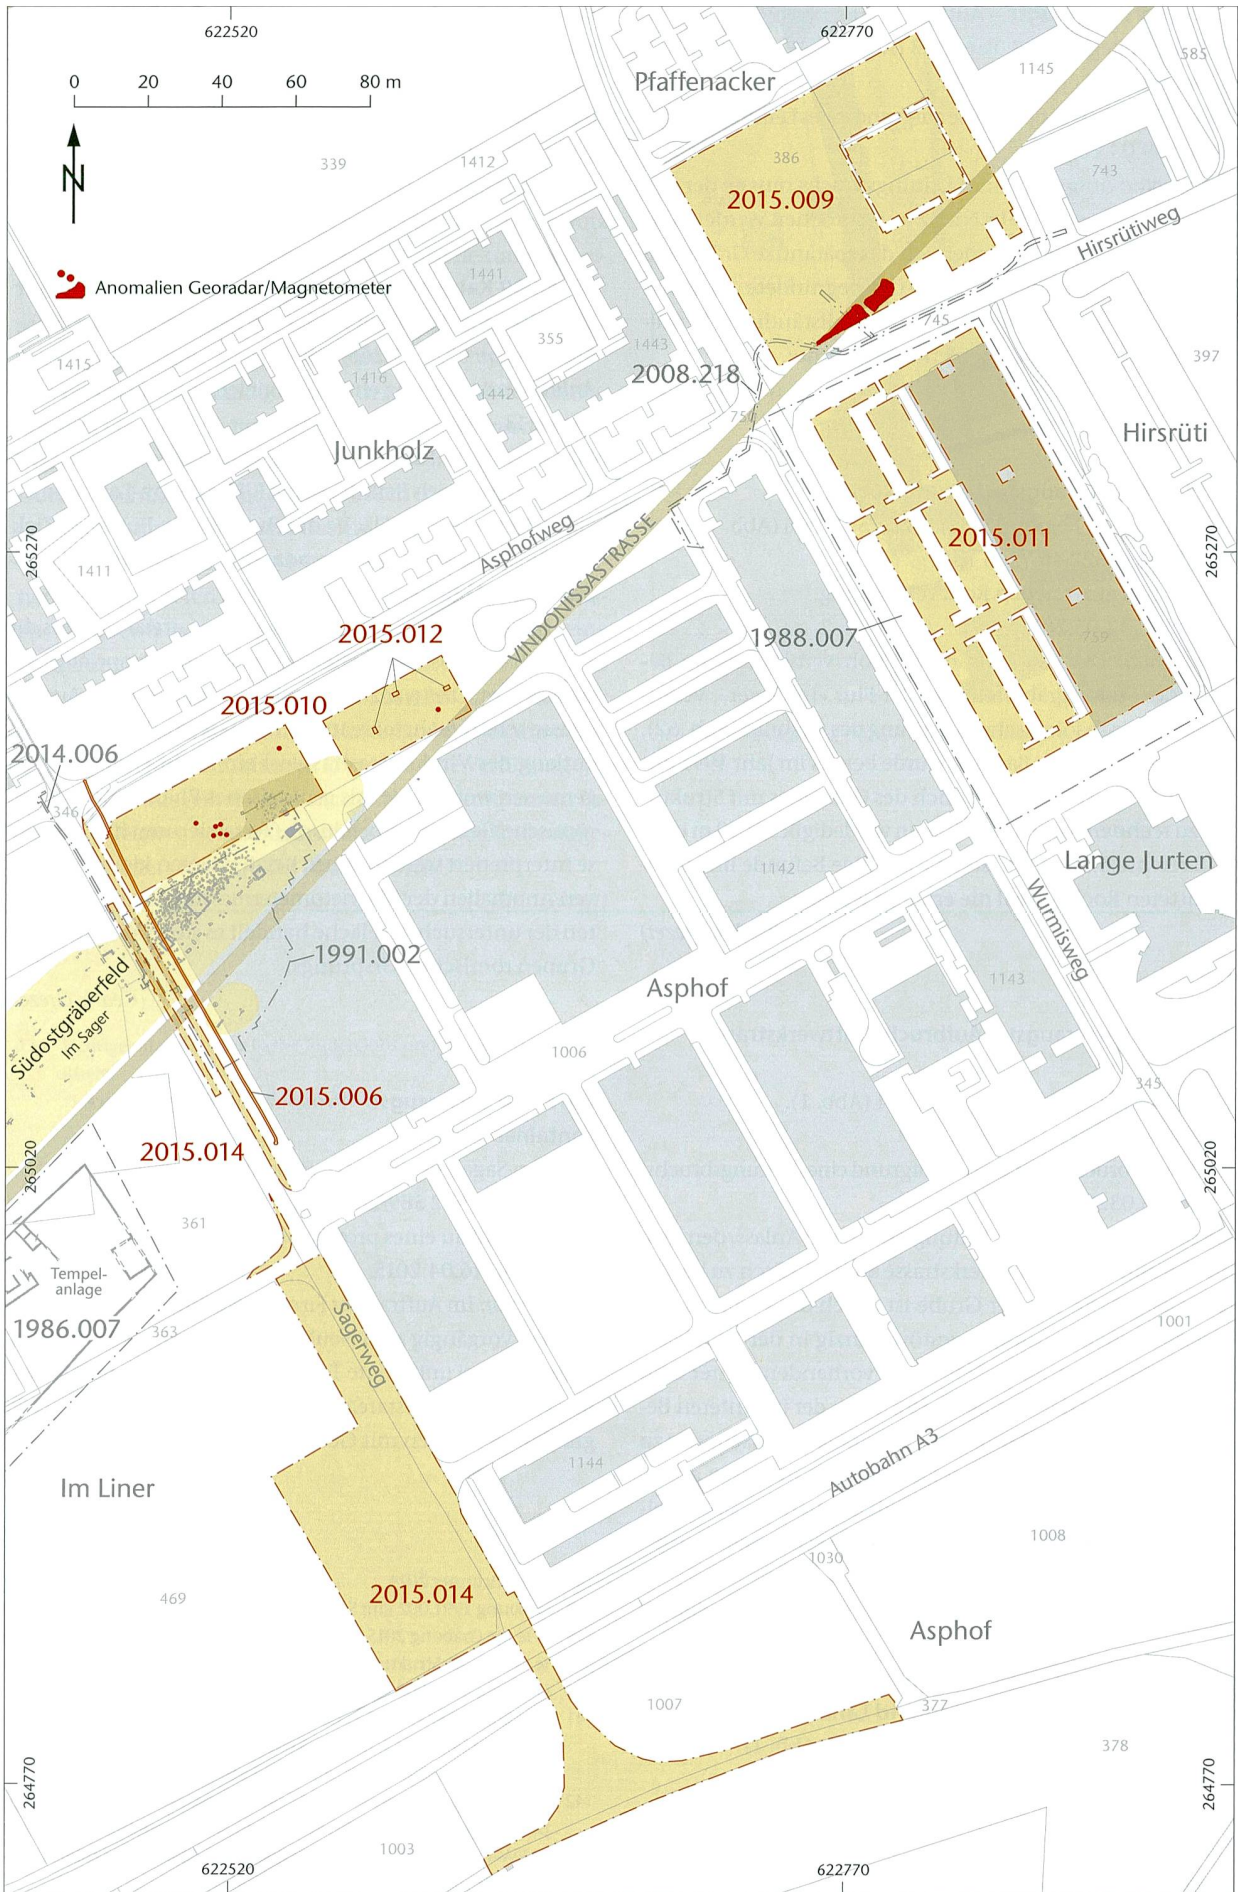 622520
622770
0 20 40 60 80 m
N
Pfaffenacker
1145
585
339
1412
386
743
2015.009
Hirsrütiweg
1441
Anomalien Georadar/Magnetometer
745
355
1443
397
1415
1416
2008.218
1442
Hirsrüti
Junkholz
265270
Asphofweg
VINDONISSASTRASSE
2015.011
265270
1411
2015.012
1988.007
759
2015.010
2014.006
346
1142
Lange Jurten
Wurmisweg
1991.002
Südostgräberfeld
Im Sager
Asphof
1143
1006
345
2015.006
2015.014
265020
265020
361
Tempel-
anlage
1986.007
363
Sagerweg
1001
1144
Autobahn A3
Im Liner
1008
1030
469
2015.014
Asphof
1007
377
378
264770
264770
1003
622520
622770